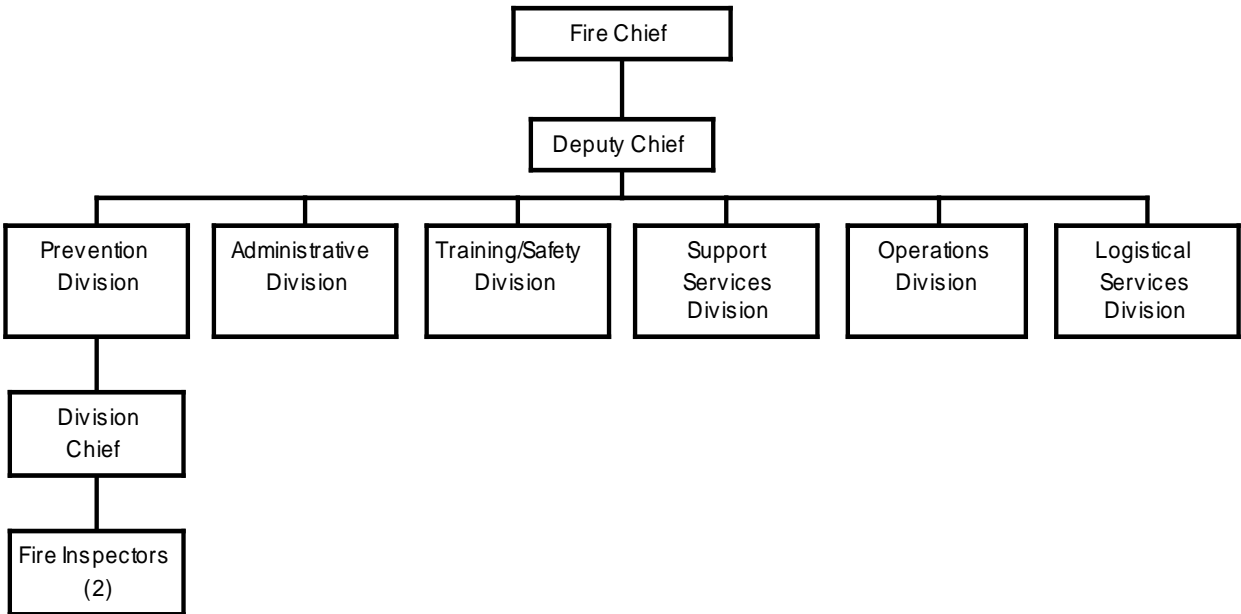 Fire Chief
Deputy Chief
Prevention
Division
Administrative
Division
Training/Safety
Division
Support
Services
Division
Operations
Division
Logistical
Services
Division
Division
Chief
Fire Inspectors
(2)